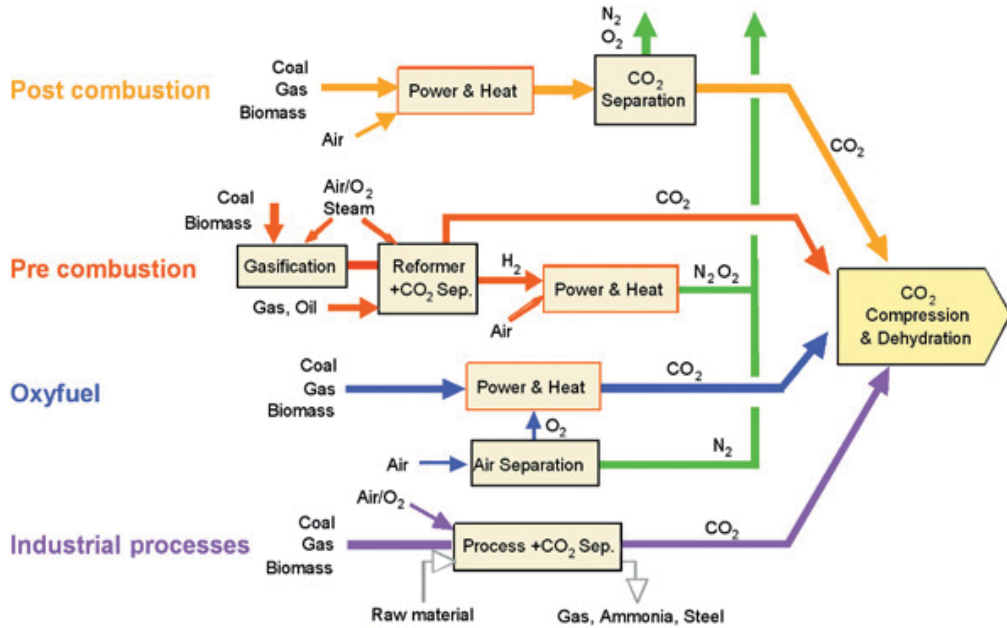 N₂
O₂
Post combustion
Coal
Gas
Biomass
Air
Power & Heat
CO₂
Separation
CO₂
Pre combustion
Coal
Biomass
Air/O₂
Steam
Gasification
Gas, Oil
Reformer
+CO₂ Sep.
CO₂
H₂
Air
Power & Heat
N₂O₂
CO₂
Compression
& Dehydration
Oxyfuel
Coal
Gas
Biomass
Power & Heat
CO₂
O₂
Air
Air Separation
N₂
Industrial processes
Air/O₂
Coal
Gas
Biomass
Process +CO₂ Sep.
CO₂
Raw material
Gas, Ammonia, Steel